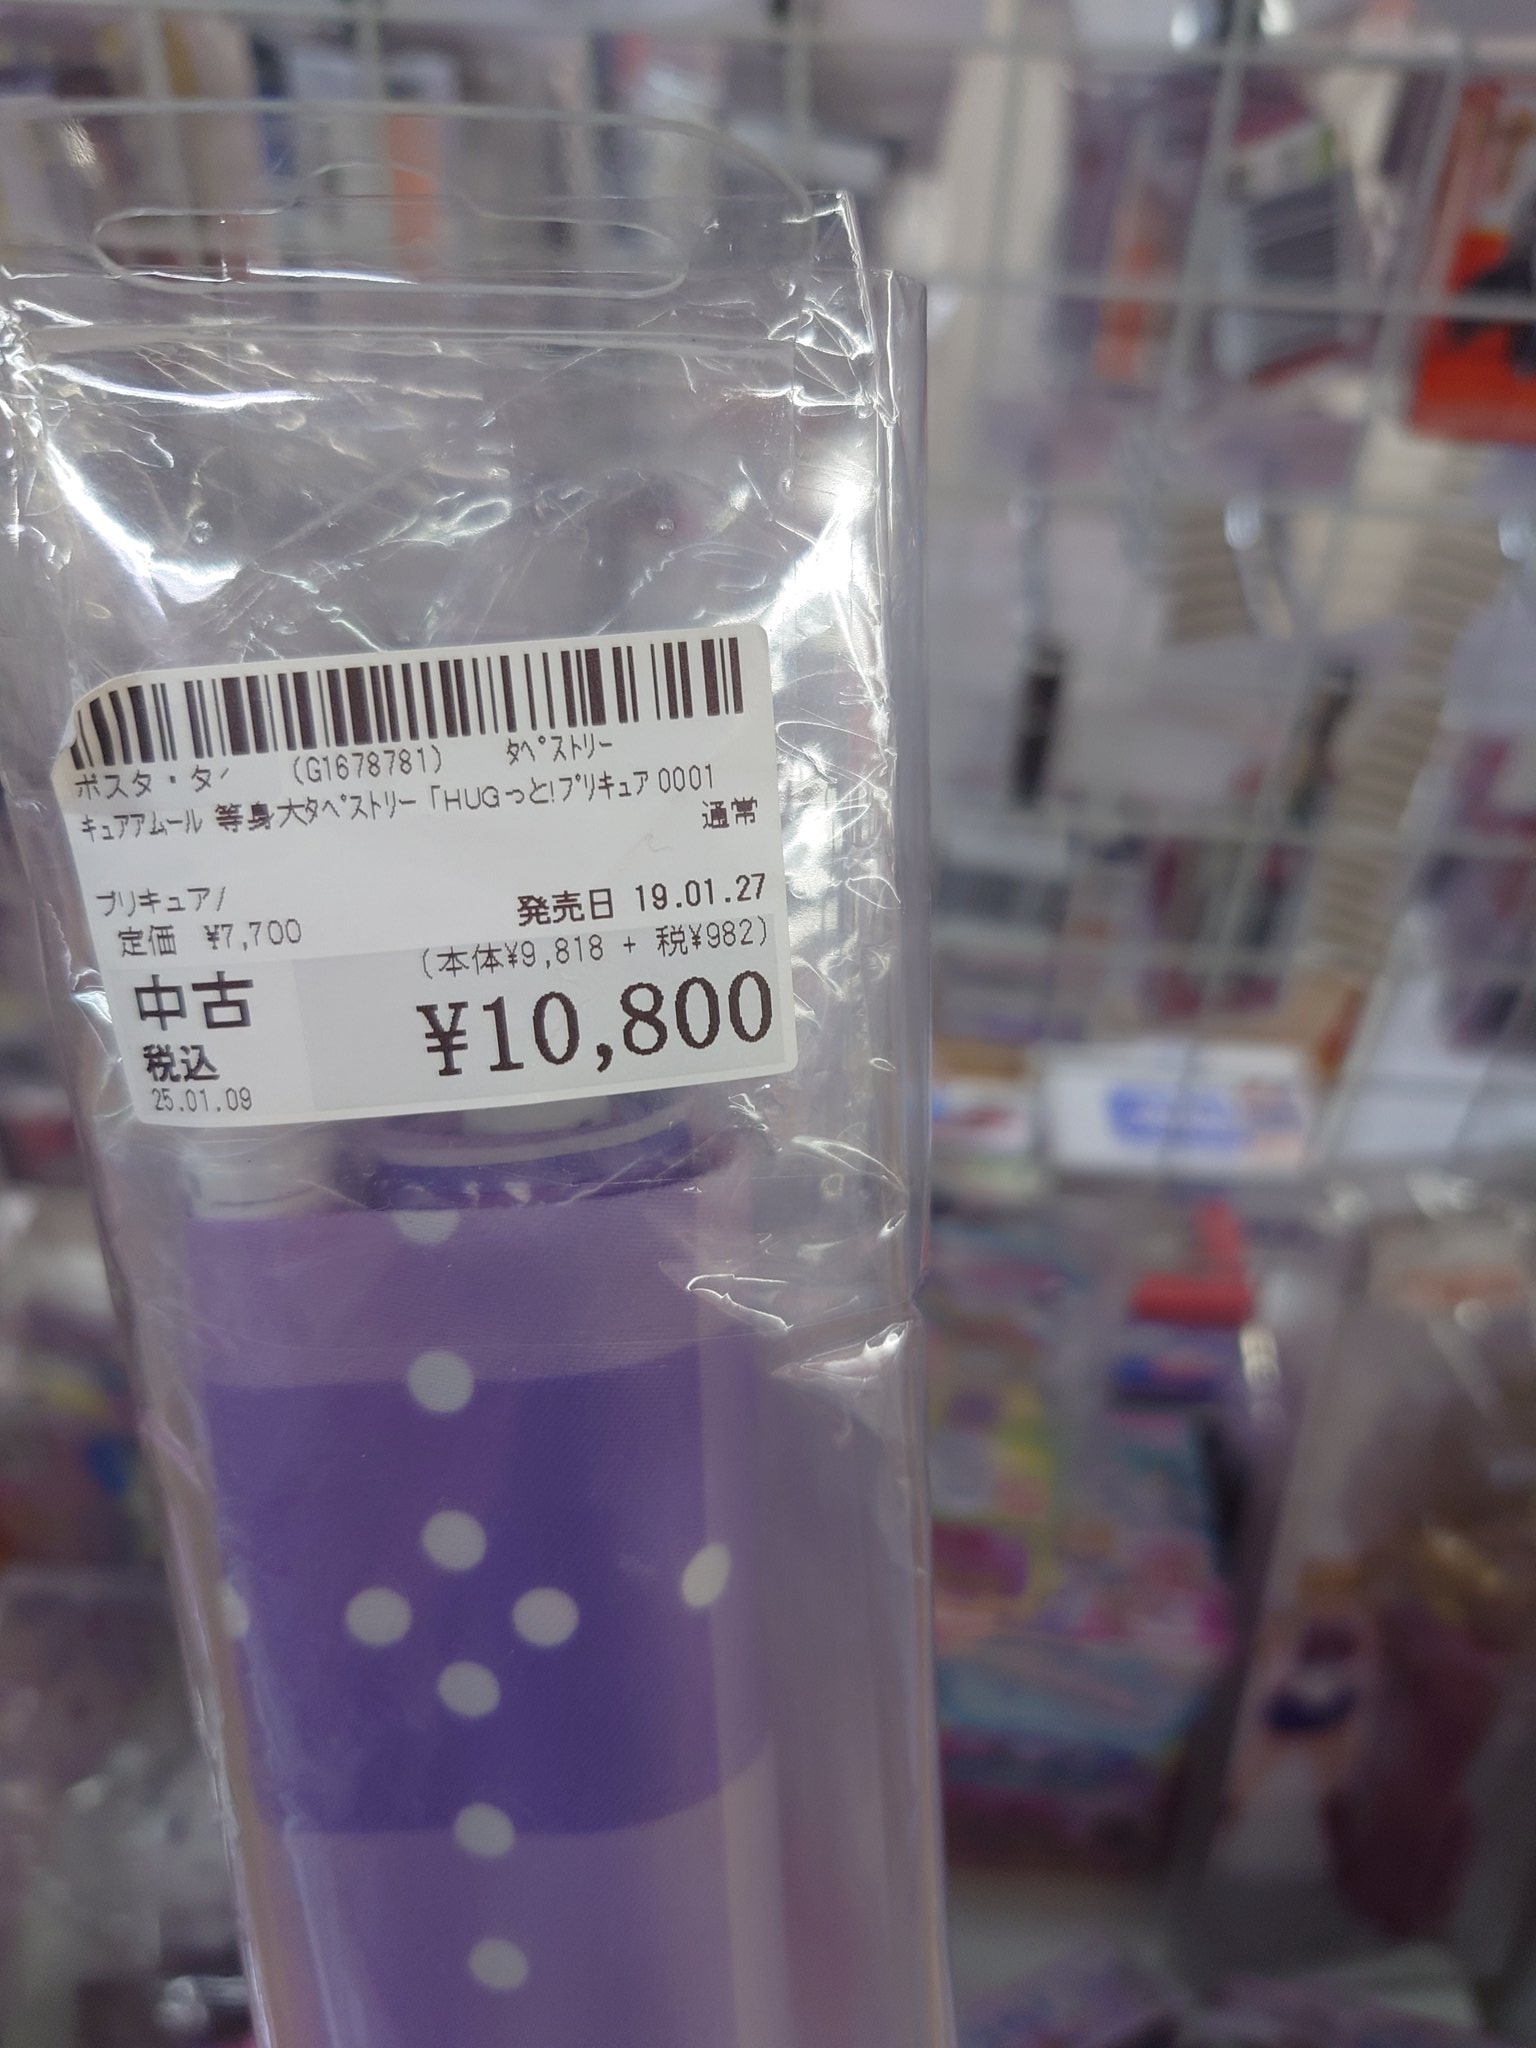 ポスタ・タ (G1678781) タペストリー
キュアアムール 等身大タペストリー「HUGっと!プリキュア 0001
通常
プリキュア/
発売日 19.01.27
定価 ¥7,700
(本体¥9,818 + 税¥982)
中古
税込
¥10,800
25.01.09